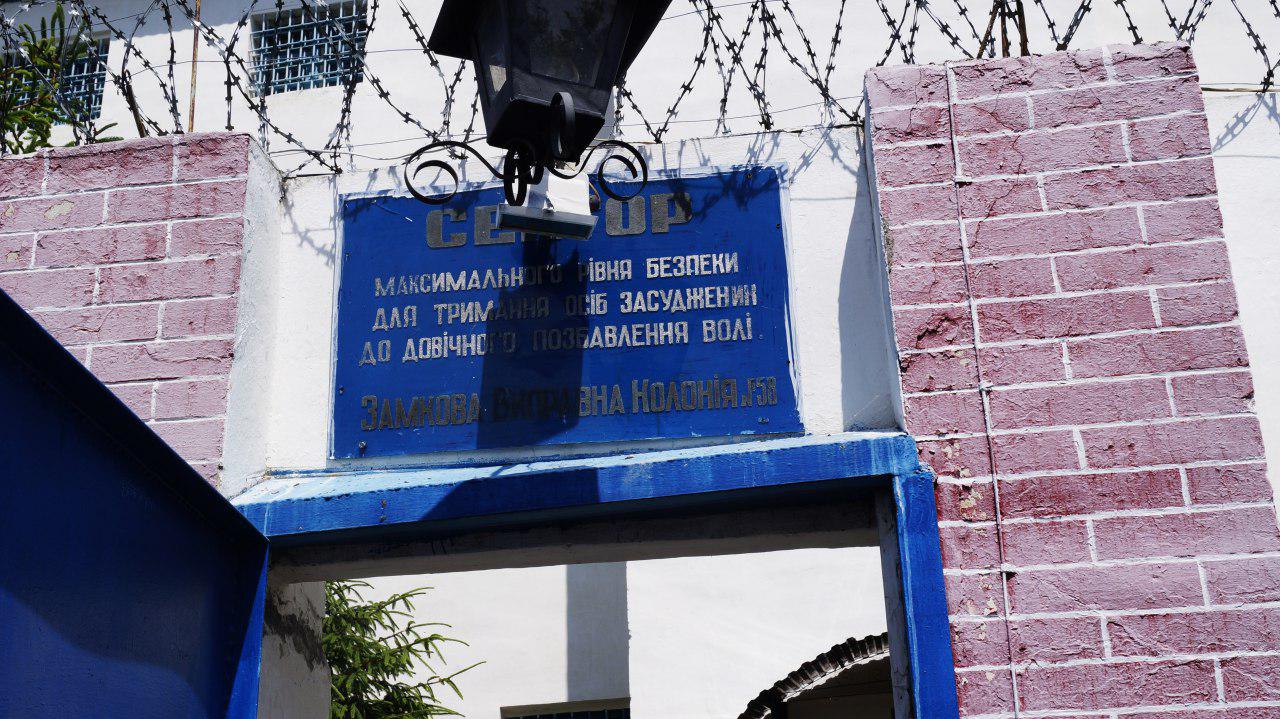 СЕКТОР
МАКСИМАЛЬНОГО РІВНЯ БЕЗПЕКИ
ДЛЯ ТРИМАННЯ ОСІБ ЗАСУДЖЕНИХ
ДО ДОВІЧНОГО ПОЗБАВЛЕННЯ ВОЛІ
ЗАМКОВА ВИПРАВНА КОЛОНІЯ №58